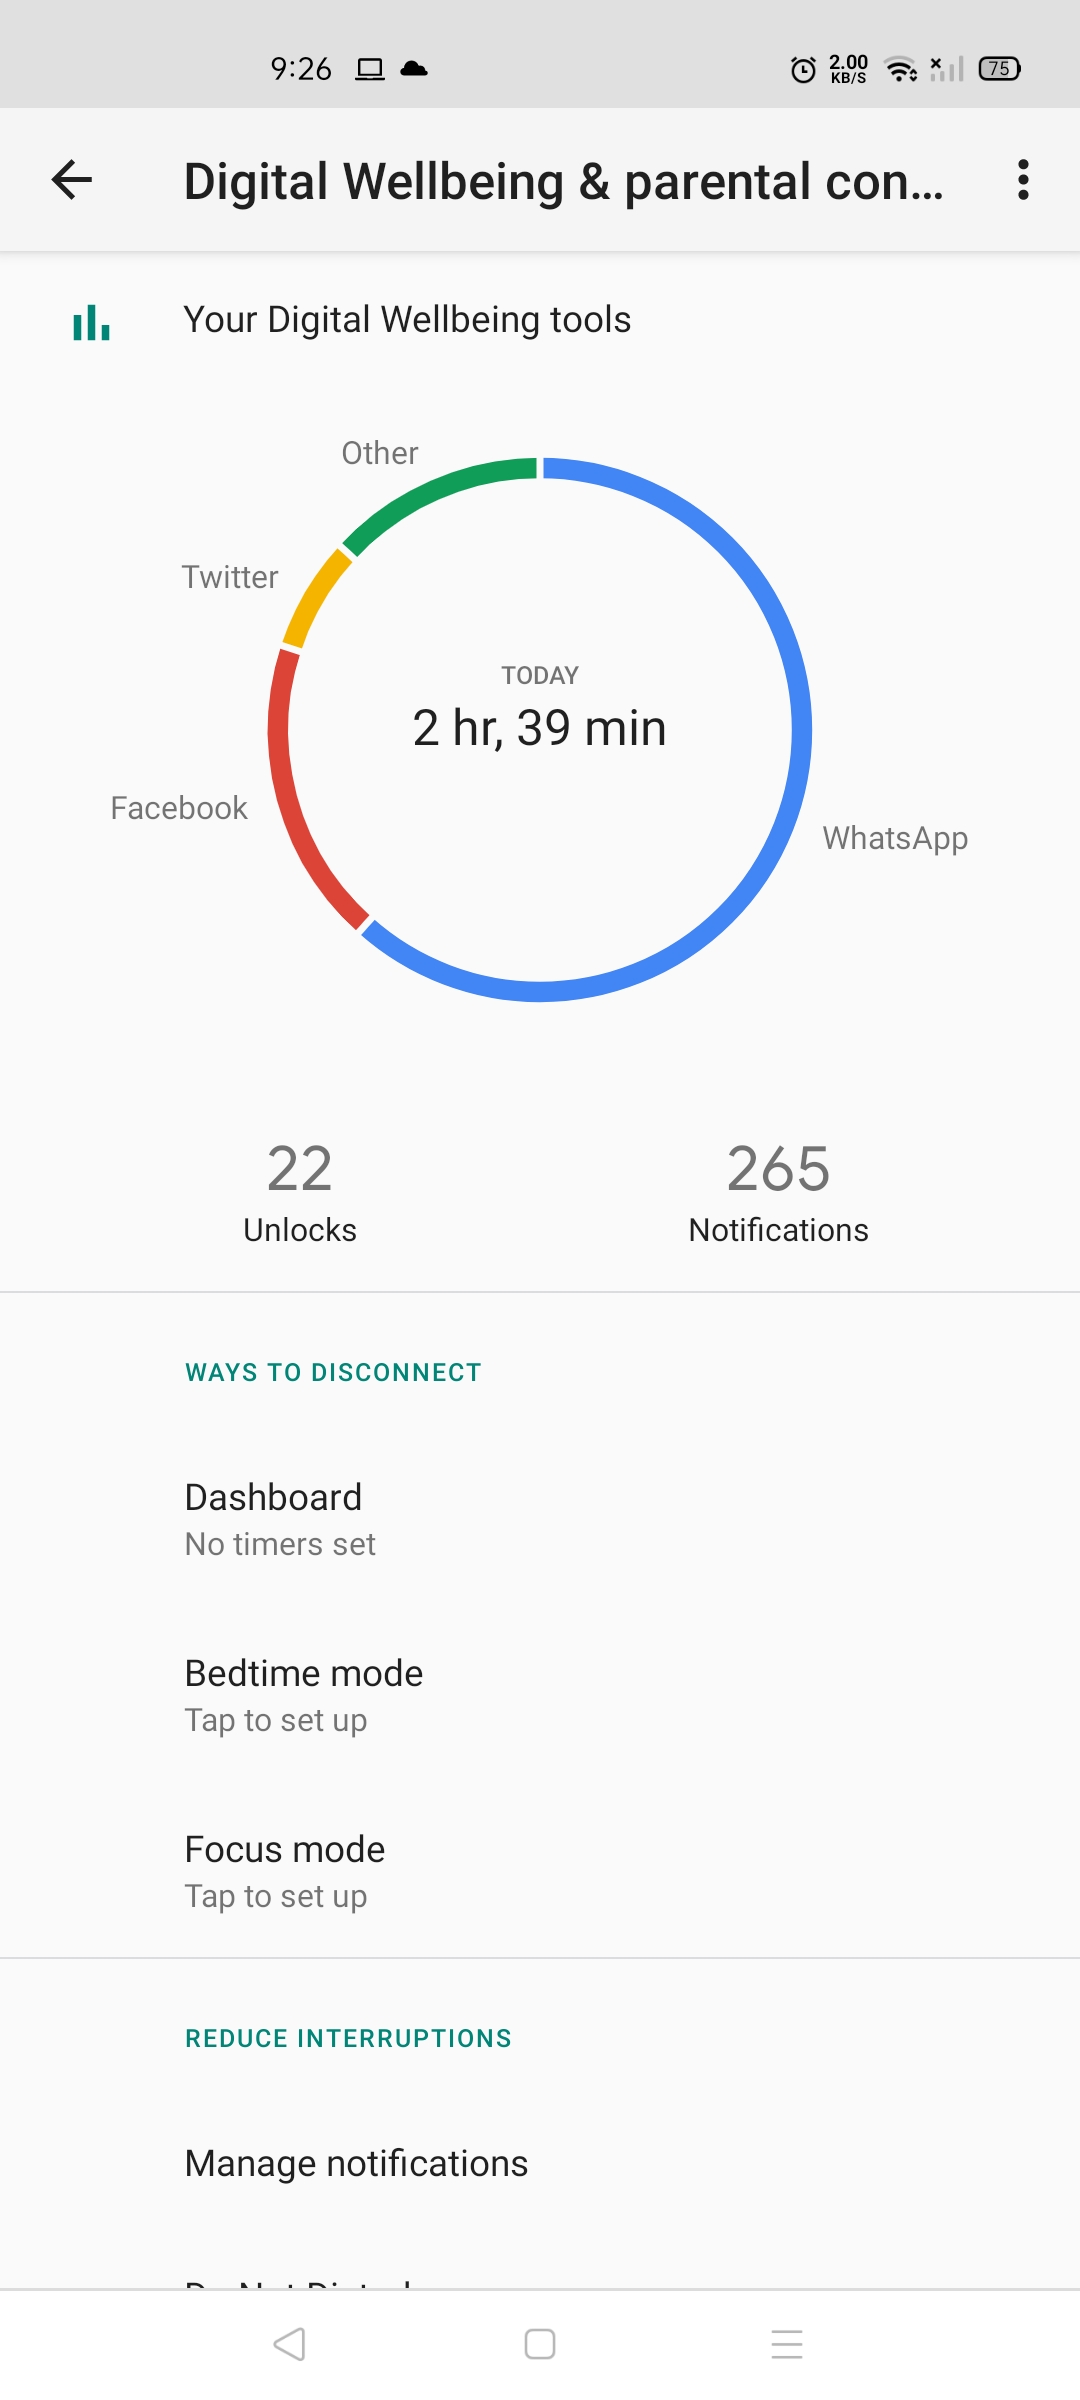 9:26
2.00
KB/S
75
Digital Wellbeing & parental con...
Your Digital Wellbeing tools
Other
Twitter
TODAY
2 hr, 39 min
Facebook
WhatsApp
22
265
Unlocks
Notifications
WAYS TO DISCONNECT
Dashboard
No timers set
Bedtime mode
Tap to set up
Focus mode
Tap to set up
REDUCE INTERRUPTIONS
Manage notifications